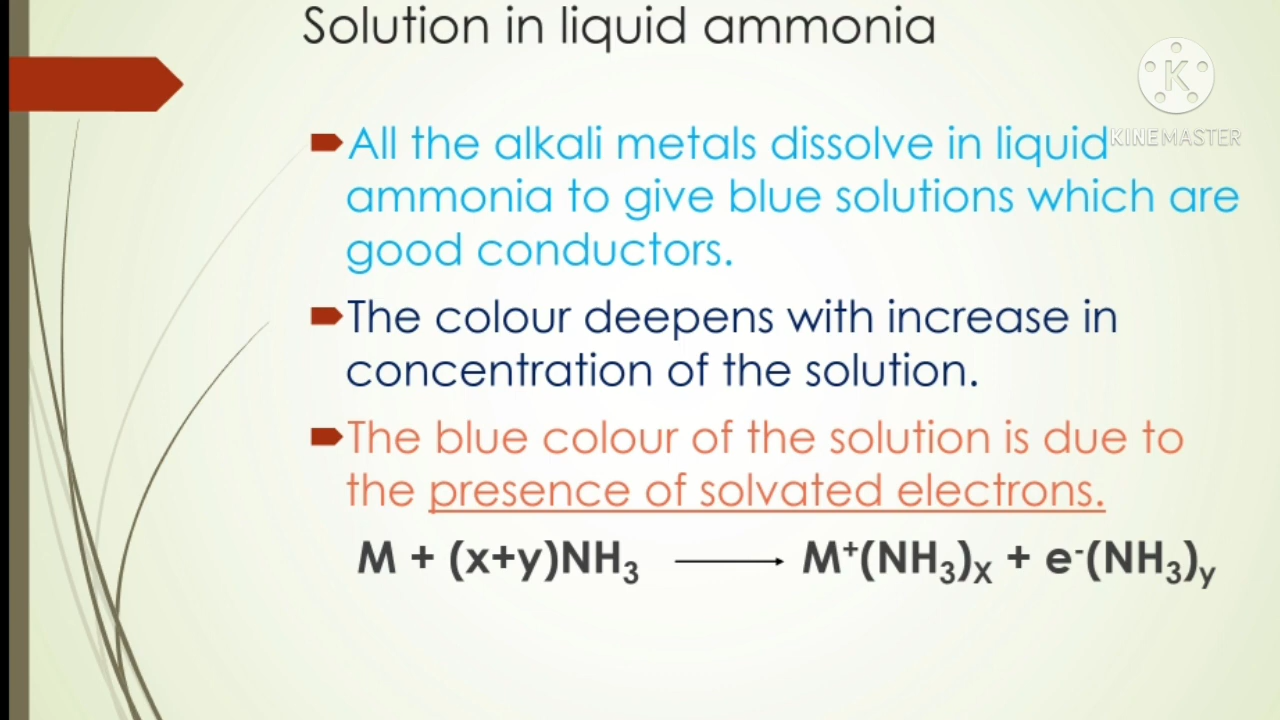 Solution in liquid ammonia
K
KINEMASTER
All the alkali metals dissolve in liquid
ammonia to give blue solutions which are
good conductors.
The colour deepens with increase in
concentration of the solution.
The blue colour of the solution is due to
the presence of solvated electrons.
M + (x+y)NH₃ ⟶ M⁺(NH₃)ₓ + e⁻(NH₃)ᵧ